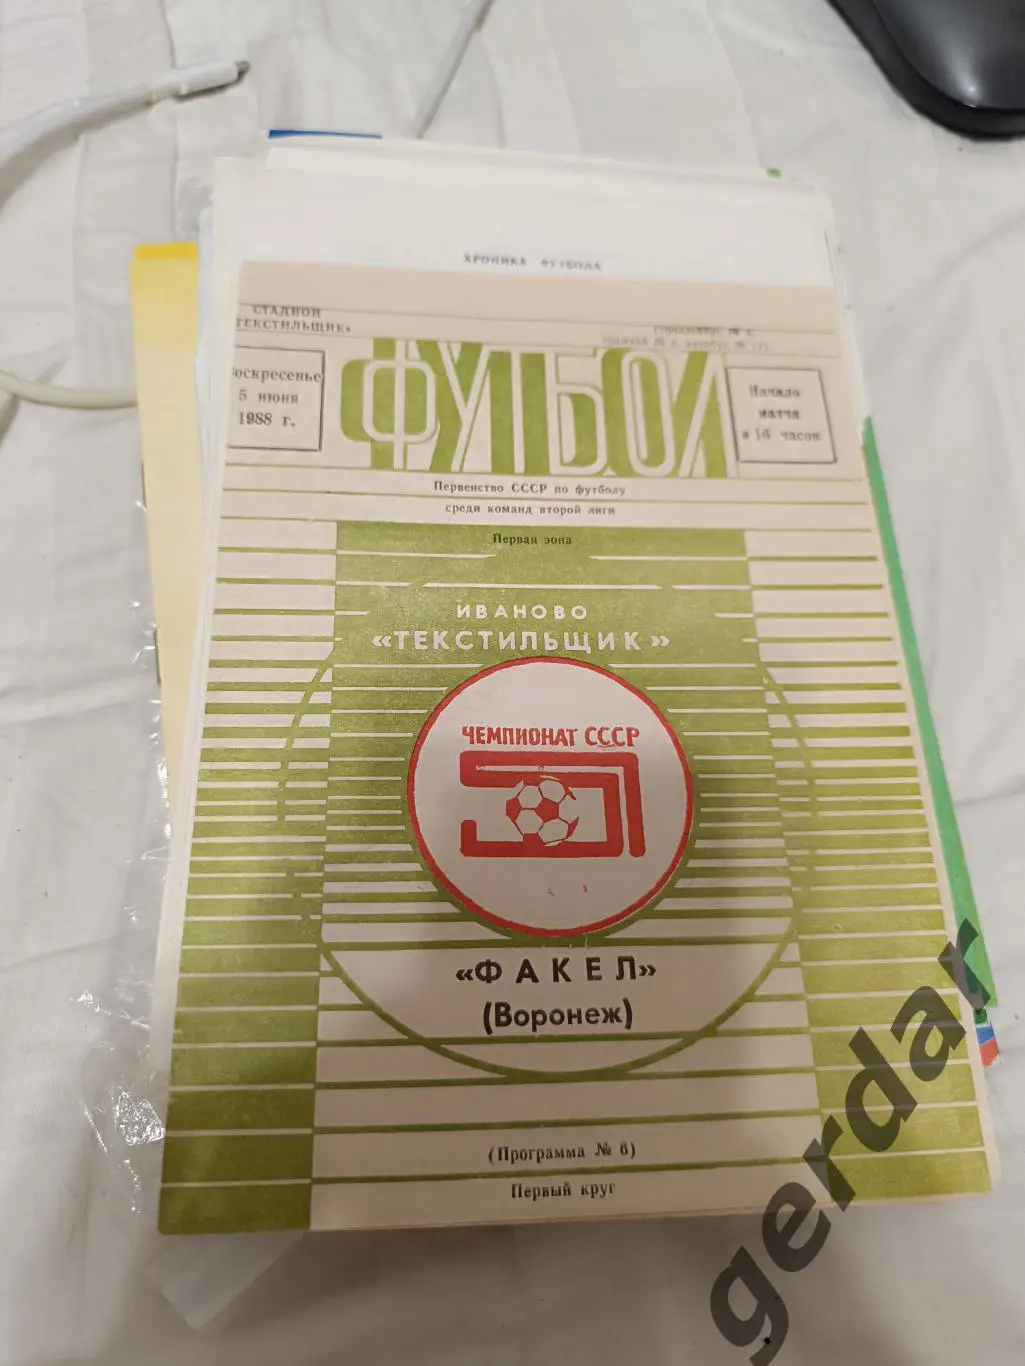 ХРОНИКА ФУТБОЛА
СТАДИОН
ТЕКСТИЛЬЩИК»
Воскресенье
5 июня
1988 г.
ФУТБОЛ
Начало
матча
в 16 часов
Первенство СССР по футболу
среди команд второй лиги
Первая зона
ИВАНОВО
«ТЕКСТИЛЬЩИК»
ЧЕМПИОНАТ СССР
51
«ФАКЕЛ»
(Воронеж)
(Программа № 6)
Первый круг
gerdar